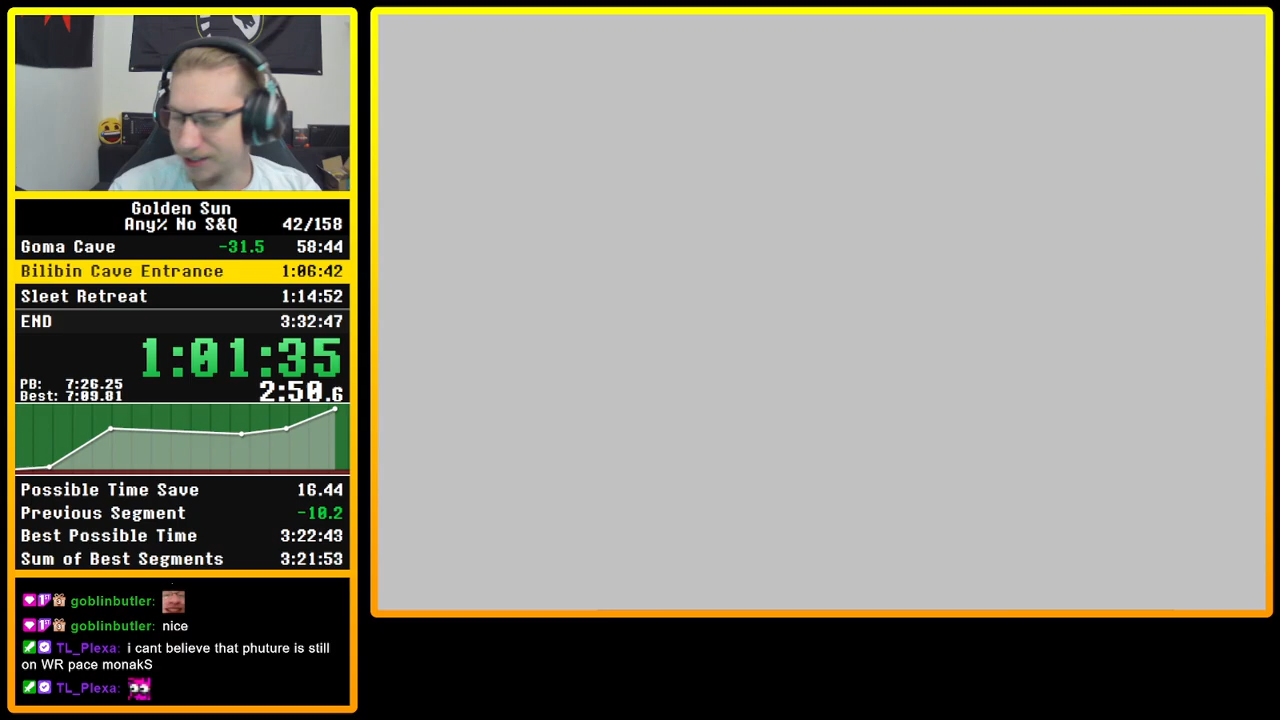 Golden Sun
Any% No S&Q 42/158
Goma Cave -31.5 58:44
Bilibin Cave Entrance 1:06:42
Sleet Retreat 1:14:52
END 3:32:47
1:01:35
PB: 7:26.25
Best: 7:09.81
2:50.6
Possible Time Save 16.44
Previous Segment -10.2
Best Possible Time 3:22:43
Sum of Best Segments 3:21:53
goblinbutler:
goblinbutler: nice
TL_Plexa: i cant believe that phuture is still
on WR pace monakS
TL_Plexa: